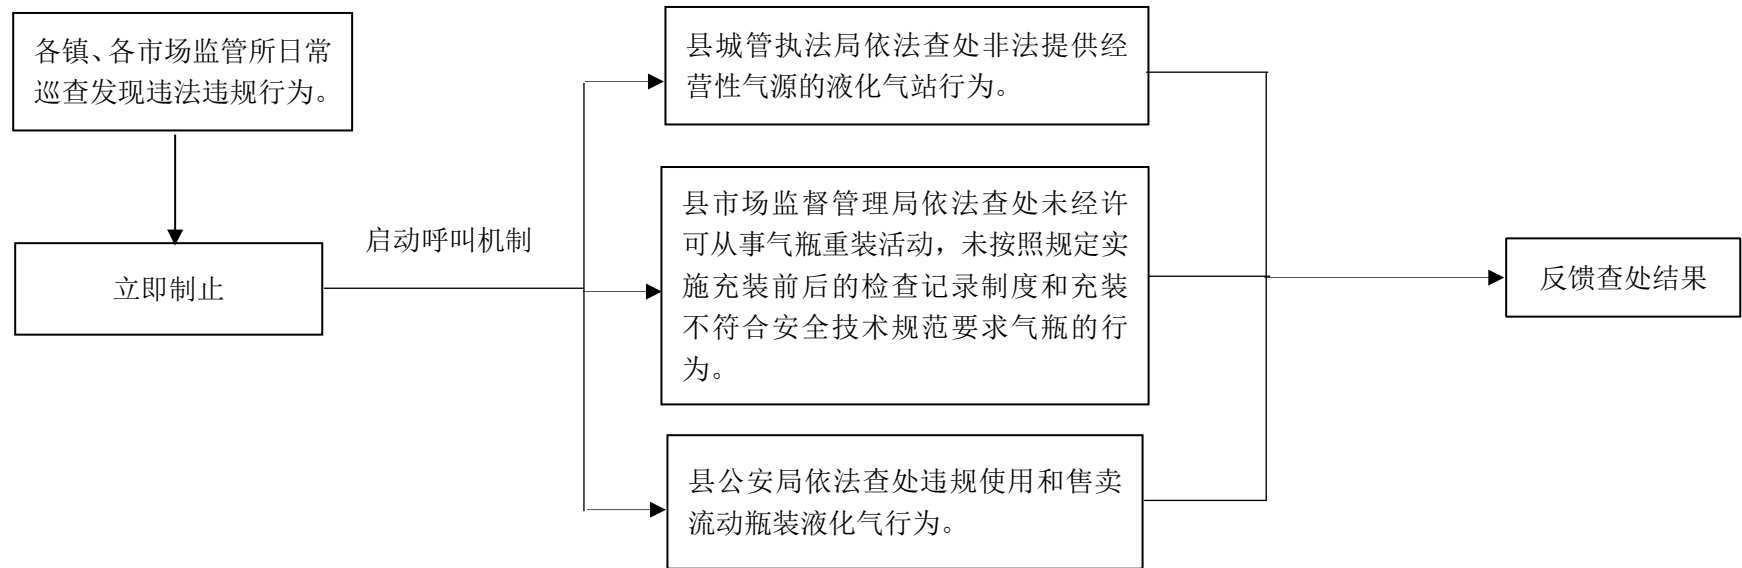 各镇、各市场监管所日常
巡查发现违法违规行为。
立即制止
启动呼叫机制
县城管执法局依法查处非法提供经
营性气源的液化气站行为。
县市场监督管理局依法查处未经许
可从事气瓶重装活动，未按照规定实
施充装前后的检查记录制度和充装
不符合安全技术规范要求气瓶的行
为。
县公安局依法查处违规使用和售卖
流动瓶装液化气行为。
反馈查处结果